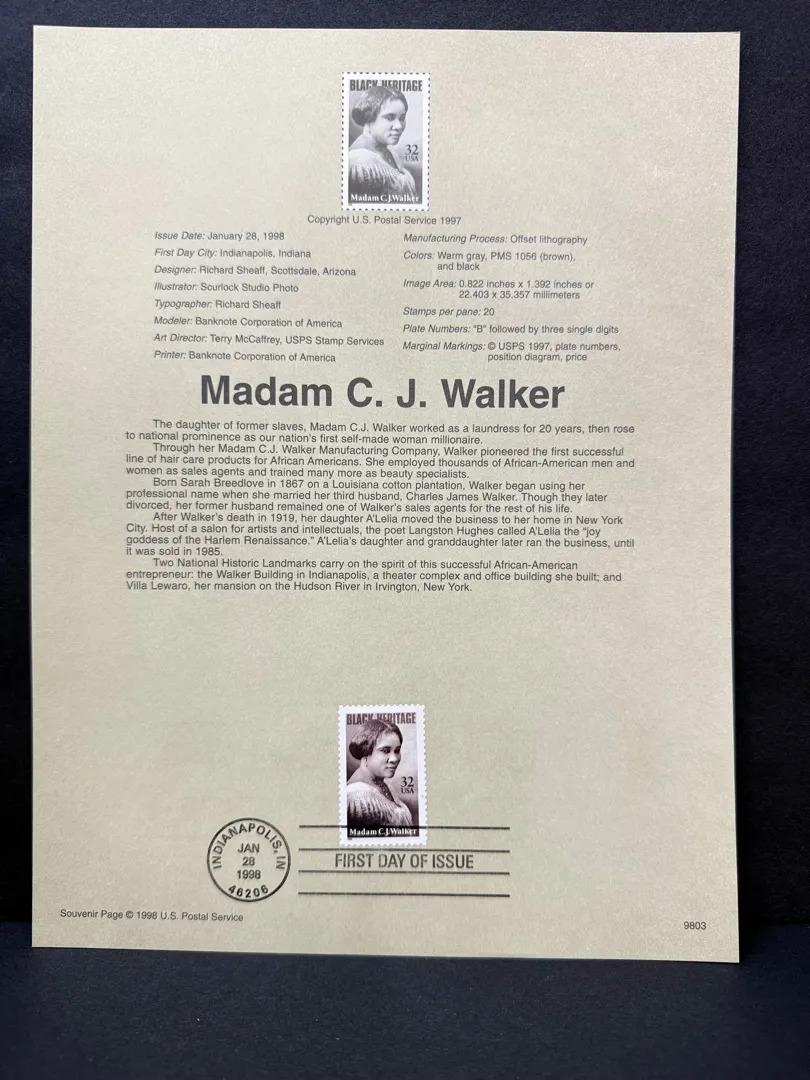 BLACK HERITAGE
32
USA
Madam C.J. Walker
Copyright U.S. Postal Service 1997
Issue Date: January 28, 1998
First Day City: Indianapolis, Indiana
Designer: Richard Sheaff, Scottsdale, Arizona
Illustrator: Scurlock Studio Photo
Typographer: Richard Sheaff
Modeler: Banknote Corporation of America
Art Director: Terry McCaffrey, USPS Stamp Services
Printer: Banknote Corporation of America
Manufacturing Process: Offset lithography
Colors: Warm gray, PMS 1056 (brown),
and black
Image Area: 0.822 inches x 1.392 inches or
22.403 x 35.357 millimeters
Stamps per pane: 20
Plate Numbers: "B" followed by three single digits
Marginal Markings: © USPS 1997, plate numbers,
position diagram, price
Madam C. J. Walker
The daughter of former slaves, Madam C.J. Walker worked as a laundress for 20 years, then rose
to national prominence as our nation's first self-made woman millionaire.
Through her Madam C.J. Walker Manufacturing Company, Walker pioneered the first successful
line of hair care products for African Americans. She employed thousands of African-American men and
women as sales agents and trained many more as beauty specialists.
Born Sarah Breedlove in 1867 on a Louisiana cotton plantation, Walker began using her
professional name when she married her third husband, Charles James Walker. Though they later
divorced, her former husband remained one of Walker's sales agents for the rest of his life.
After Walker's death in 1919, her daughter A'Lelia moved the business to her home in New York
City. Host of a salon for artists and intellectuals, the poet Langston Hughes called A'Lelia the "joy
goddess of the Harlem Renaissance." A'Lelia's daughter and granddaughter later ran the business, until
it was sold in 1985.
Two National Historic Landmarks carry on the spirit of this successful African-American
entrepreneur: the Walker Building in Indianapolis, a theater complex and office building she built; and
Villa Lewaro, her mansion on the Hudson River in Irvington, New York.
BLACK HERITAGE
32
USA
Madam C.J. Walker
INDIANAPOLIS, IN
JAN
28
1998
46206
FIRST DAY OF ISSUE
Souvenir Page © 1998 U.S. Postal Service
9803